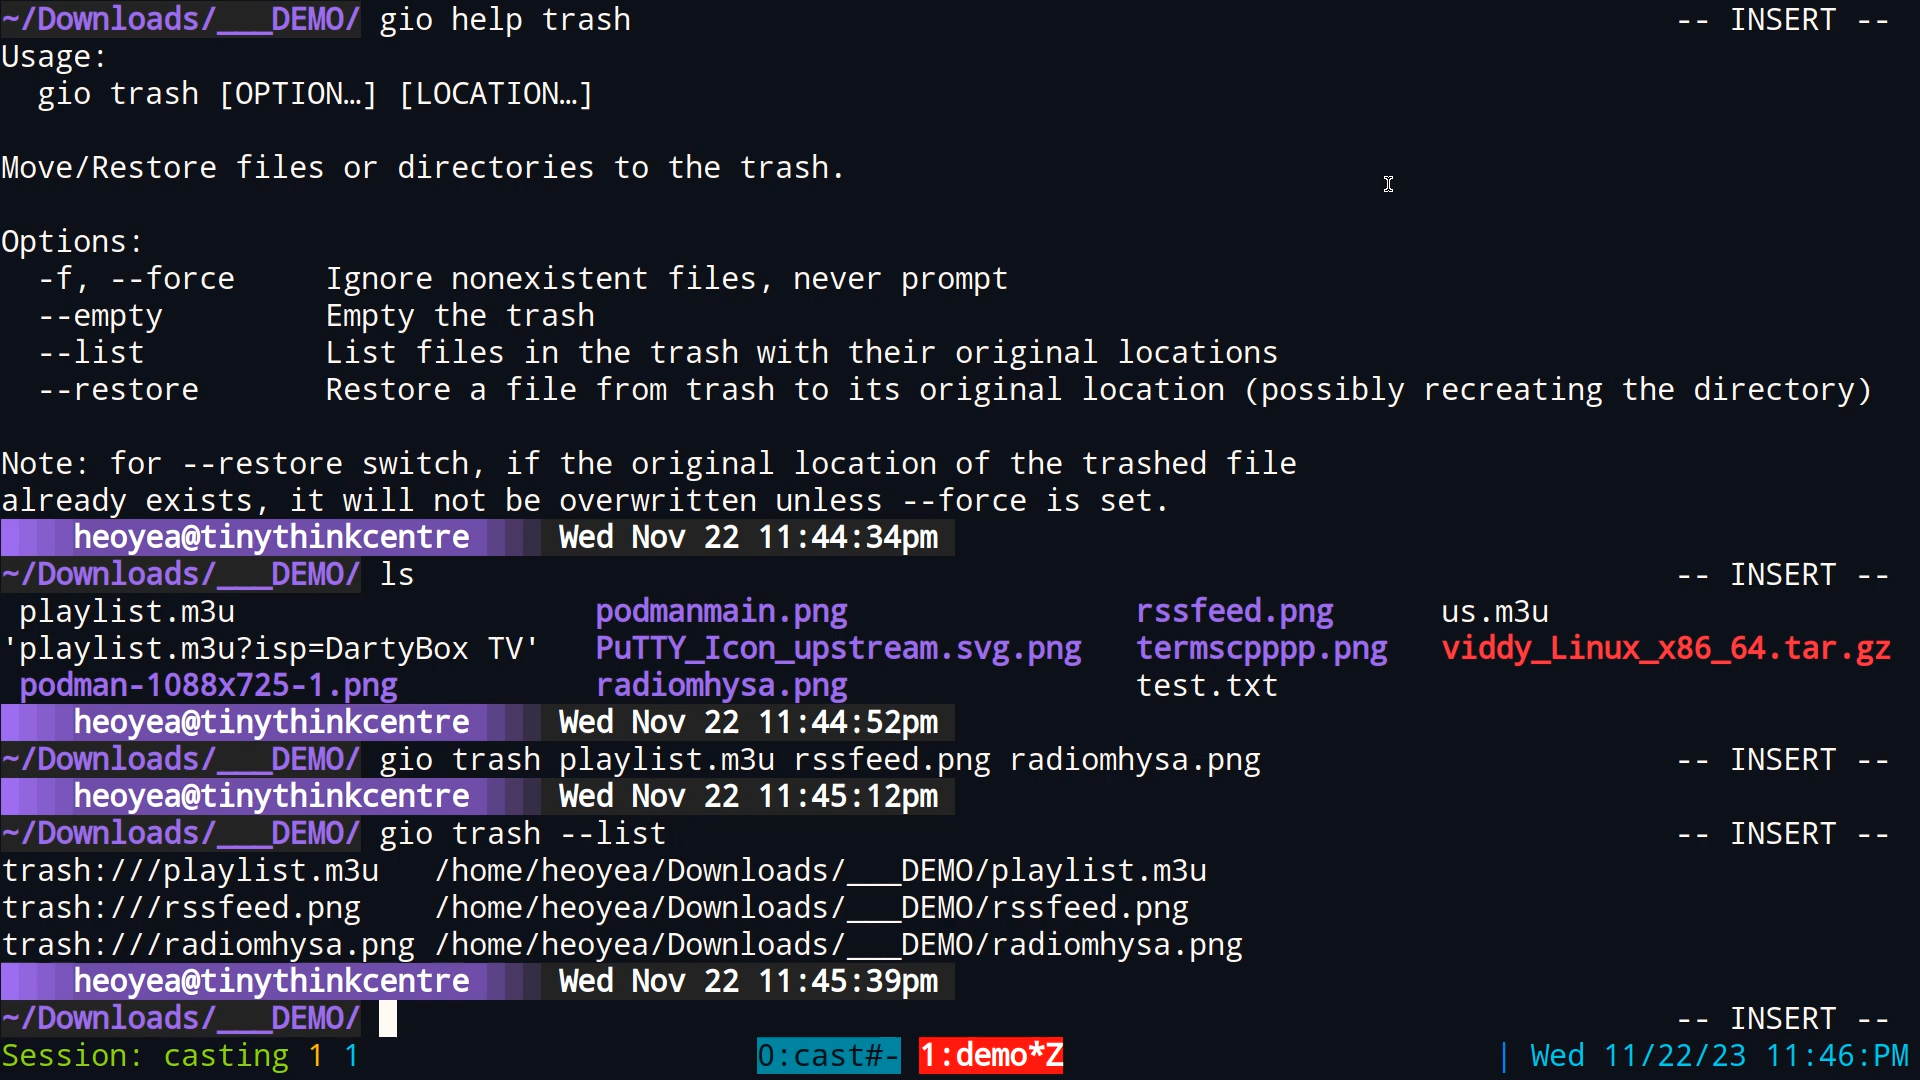 ~/Downloads/___DEMO/ gio help trash -- INSERT --
Usage:
  gio trash [OPTION…] [LOCATION…]

Move/Restore files or directories to the trash.

Options:
  -f, --force     Ignore nonexistent files, never prompt
  --empty         Empty the trash
  --list          List files in the trash with their original locations
  --restore       Restore a file from trash to its original location (possibly recreating the directory)

Note: for --restore switch, if the original location of the trashed file
already exists, it will not be overwritten unless --force is set.
heoyea@tinythinkcentre Wed Nov 22 11:44:34pm
~/Downloads/___DEMO/ ls -- INSERT --
 playlist.m3u                    podmanmain.png                rssfeed.png      us.m3u
'playlist.m3u?isp=DartyBox TV'   PuTTY_Icon_upstream.svg.png   termscpppp.png   viddy_Linux_x86_64.tar.gz
 podman-1088x725-1.png           radiomhysa.png                test.txt
heoyea@tinythinkcentre Wed Nov 22 11:44:52pm
~/Downloads/___DEMO/ gio trash playlist.m3u rssfeed.png radiomhysa.png -- INSERT --
heoyea@tinythinkcentre Wed Nov 22 11:45:12pm
~/Downloads/___DEMO/ gio trash --list -- INSERT --
trash:///playlist.m3u   /home/heoyea/Downloads/___DEMO/playlist.m3u
trash:///rssfeed.png    /home/heoyea/Downloads/___DEMO/rssfeed.png
trash:///radiomhysa.png /home/heoyea/Downloads/___DEMO/radiomhysa.png
heoyea@tinythinkcentre Wed Nov 22 11:45:39pm
~/Downloads/___DEMO/ -- INSERT --
Session: casting 1 1 0:cast#- 1:demo*Z | Wed 11/22/23 11:46:PM